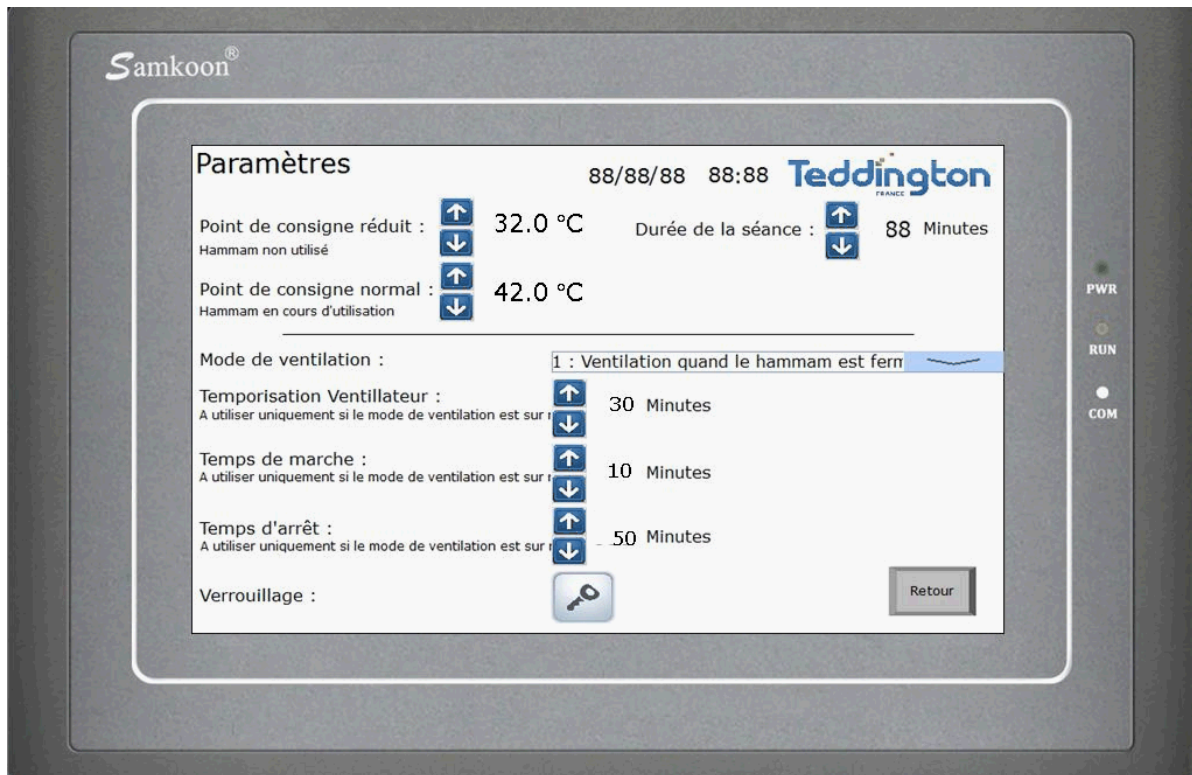 Samkoon®
Paramètres
88/88/88 88:88 Teddington
FRANCE
Point de consigne réduit : 32.0 °C Durée de la séance : 88 Minutes
Hammam non utilisé
Point de consigne normal : 42.0 °C
Hammam en cours d'utilisation
Mode de ventilation : 1 : Ventilation quand le hammam est
Temporisation Ventillateur : 30 Minutes
A utiliser uniquement si le mode de ventilation est sur
Temps de marche : 10 Minutes
A utiliser uniquement si le mode de ventilation est sur
Temps d'arrêt : 50 Minutes
A utiliser uniquement si le mode de ventilation est sur
Verrouillage :
Retour
PWR
RUN
COM